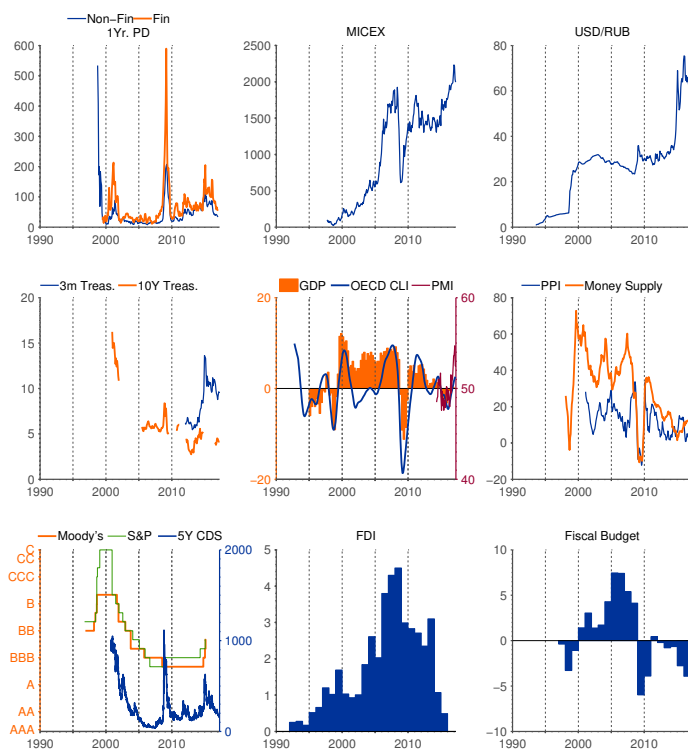 Non−Fin Fin
1Yr. PD
600
500
400
300
200
100
0
1990 2000 2010
MICEX
2500
2000
1500
1000
500
0
1990 2000 2010
USD/RUB
80
60
40
20
0
1990 2000 2010
3m Treas. 10Y Treas.
20
15
10
5
0
1990 2000 2010
GDP OECD CLI PMI
20 60
0 50
−20 40
1990 2000 2010
PPI Money Supply
80
60
40
20
0
−20
1990 2000 2010
Moody's S&P 5Y CDS
C 2000
CC
CCC
B
BB 1000
BBB
A
AA
AAA 0
1990 2000 2010
FDI
5
4
3
2
1
0
1990 2000 2010
Fiscal Budget
10
5
0
−5
−10
1990 2000 2010